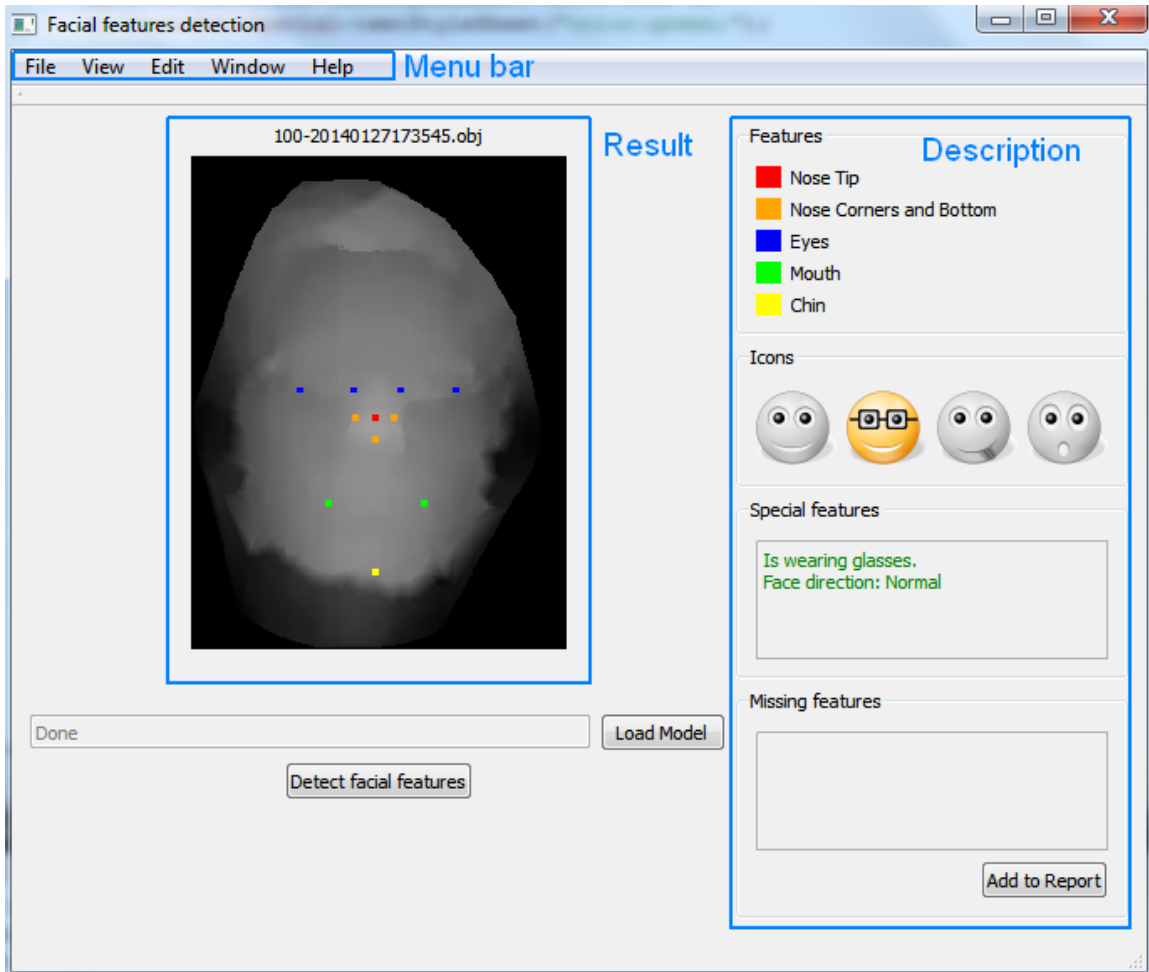 Facial features detection
File View Edit Window Help
Menu bar
100-20140127173545.obj
Result
Done
Load Model
Detect facial features
Features
Description
Nose Tip
Nose Corners and Bottom
Eyes
Mouth
Chin
Icons
Special features
Is wearing glasses.
Face direction: Normal
Missing features
Add to Report